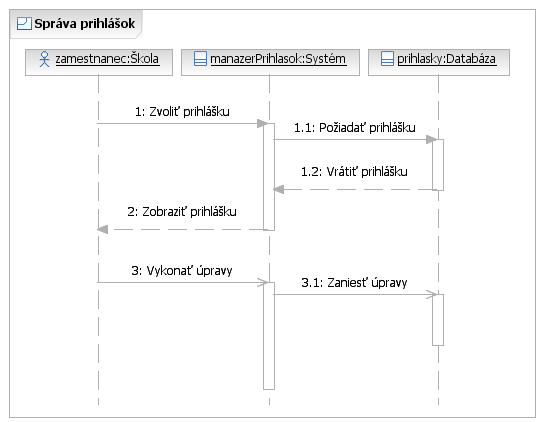 Správa prihlášok
zamestnanec:Škola
manazerPrihlasok:Systém
prihlasky:Databáza
1: Zvoliť prihlášku
1.1: Požiadať prihlášku
1.2: Vrátiť prihlášku
2: Zobraziť prihlášku
3: Vykonať úpravy
3.1: Zaniesť úpravy